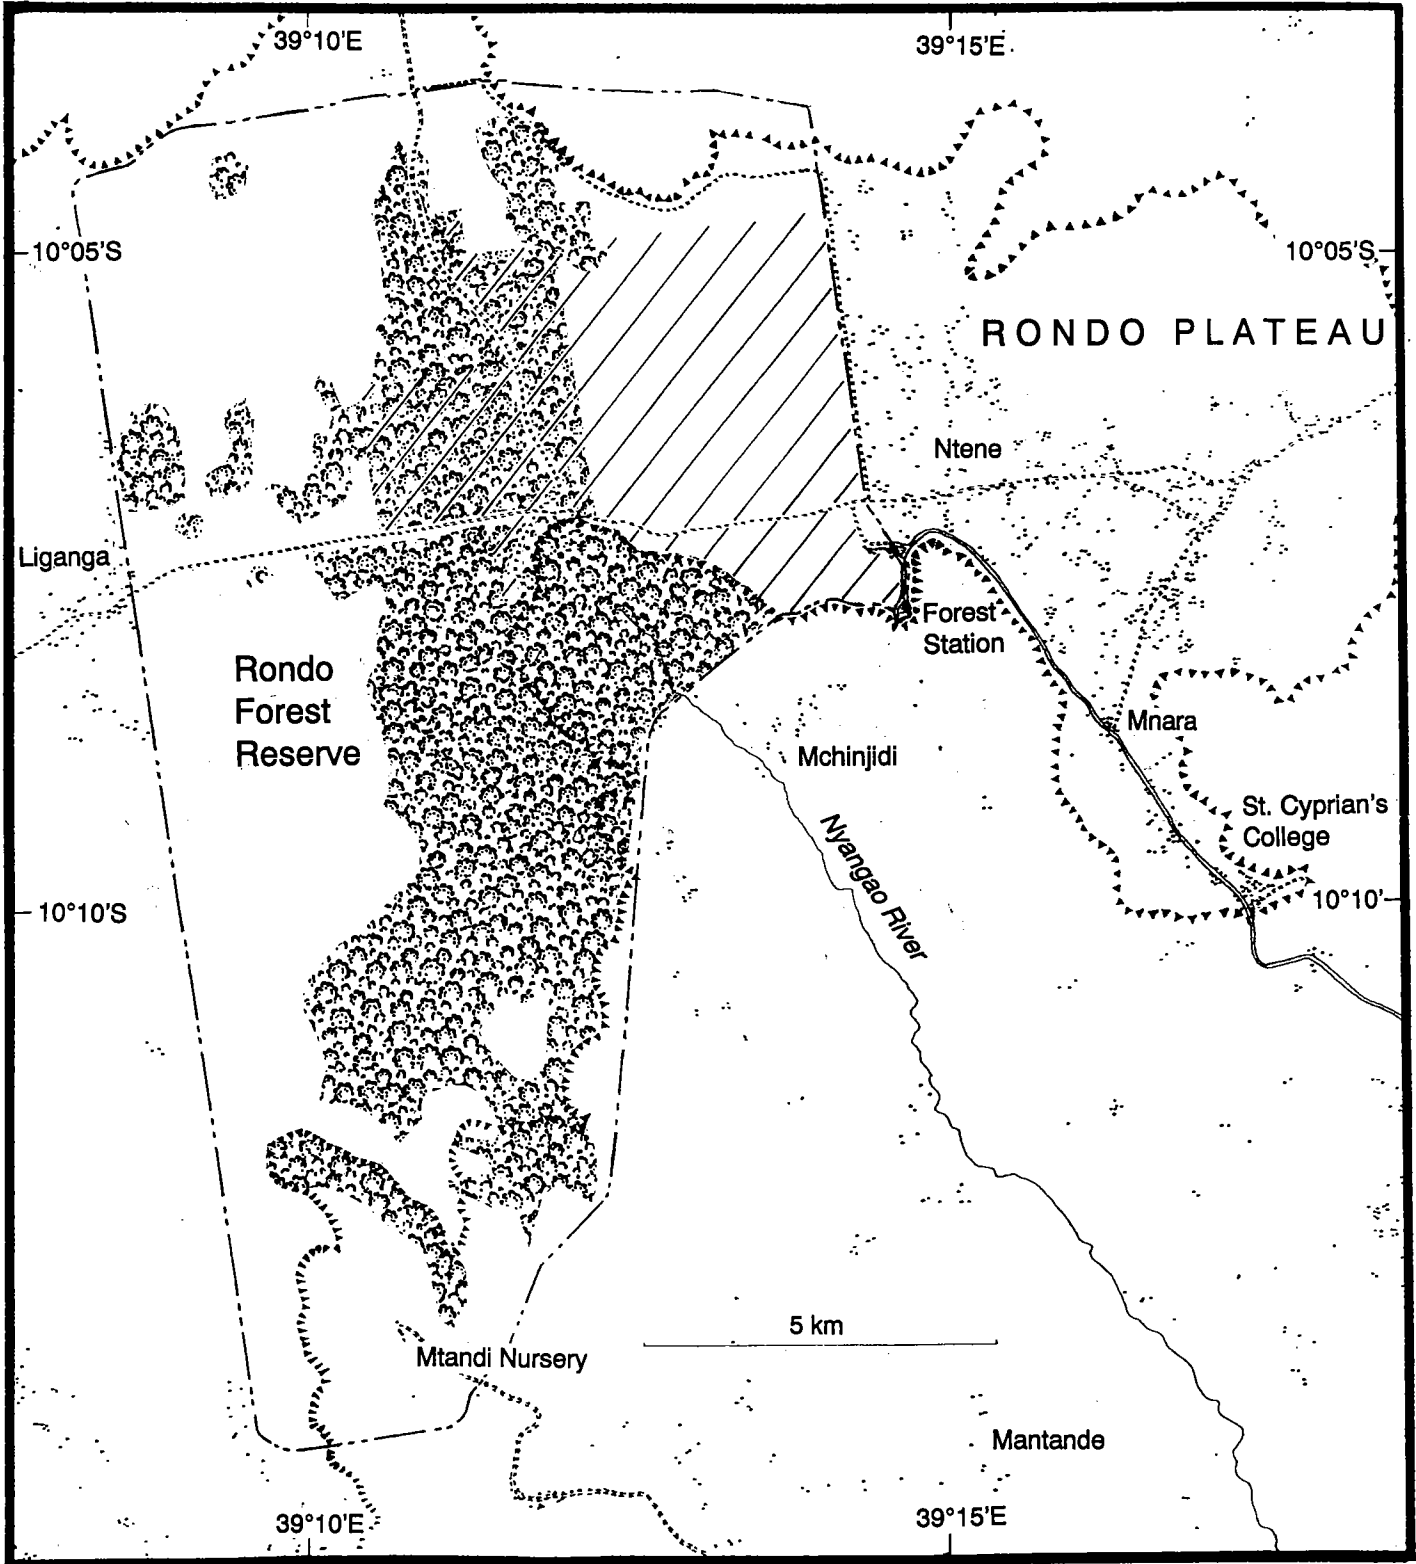 39°10'E
39°15'E
10°05'S
10°05'S
RONDO PLATEAU
Ntene
Liganga
Forest
Station
Rondo
Forest
Reserve
Mnara
Mchinjidi
St. Cyprian's
College
Nyangao River
10°10'S
10°10'
5 km
Mtandi Nursery
Mantande
39°10'E
39°15'E